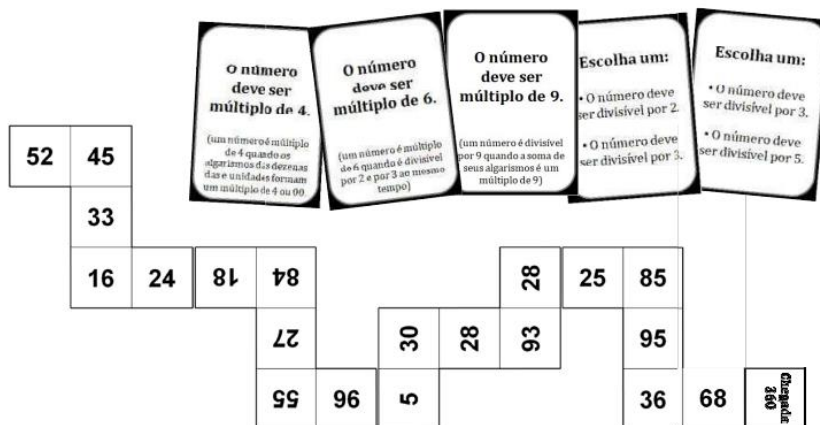 O número
deve ser
múltiplo de 4.
(um número é múltiplo
de 4 quando os
algarismos das dezenas
das e unidades formam
um múltiplo de 4 ou 00.
O número
deve ser
múltiplo de 6.
(um número é múltiplo
de 6 quando é divisível
por 2 e por 3 ao mesmo
tempo)
O número
deve ser
múltiplo de 9.
(um número é divisível
por 9 quando a soma de
seus algarismos é um
múltiplo de 9)
Escolha um:
• O número deve
ser divisível por 2.
• O número deve
ser divisível por 3.
Escolha um:
• O número deve
ser divisível por 3.
• O número deve
ser divisível por 5.
52 45
33
16 24 18 84 28 25 85
27 30 28 93 95
55 96 5 36 68 Chegada
360